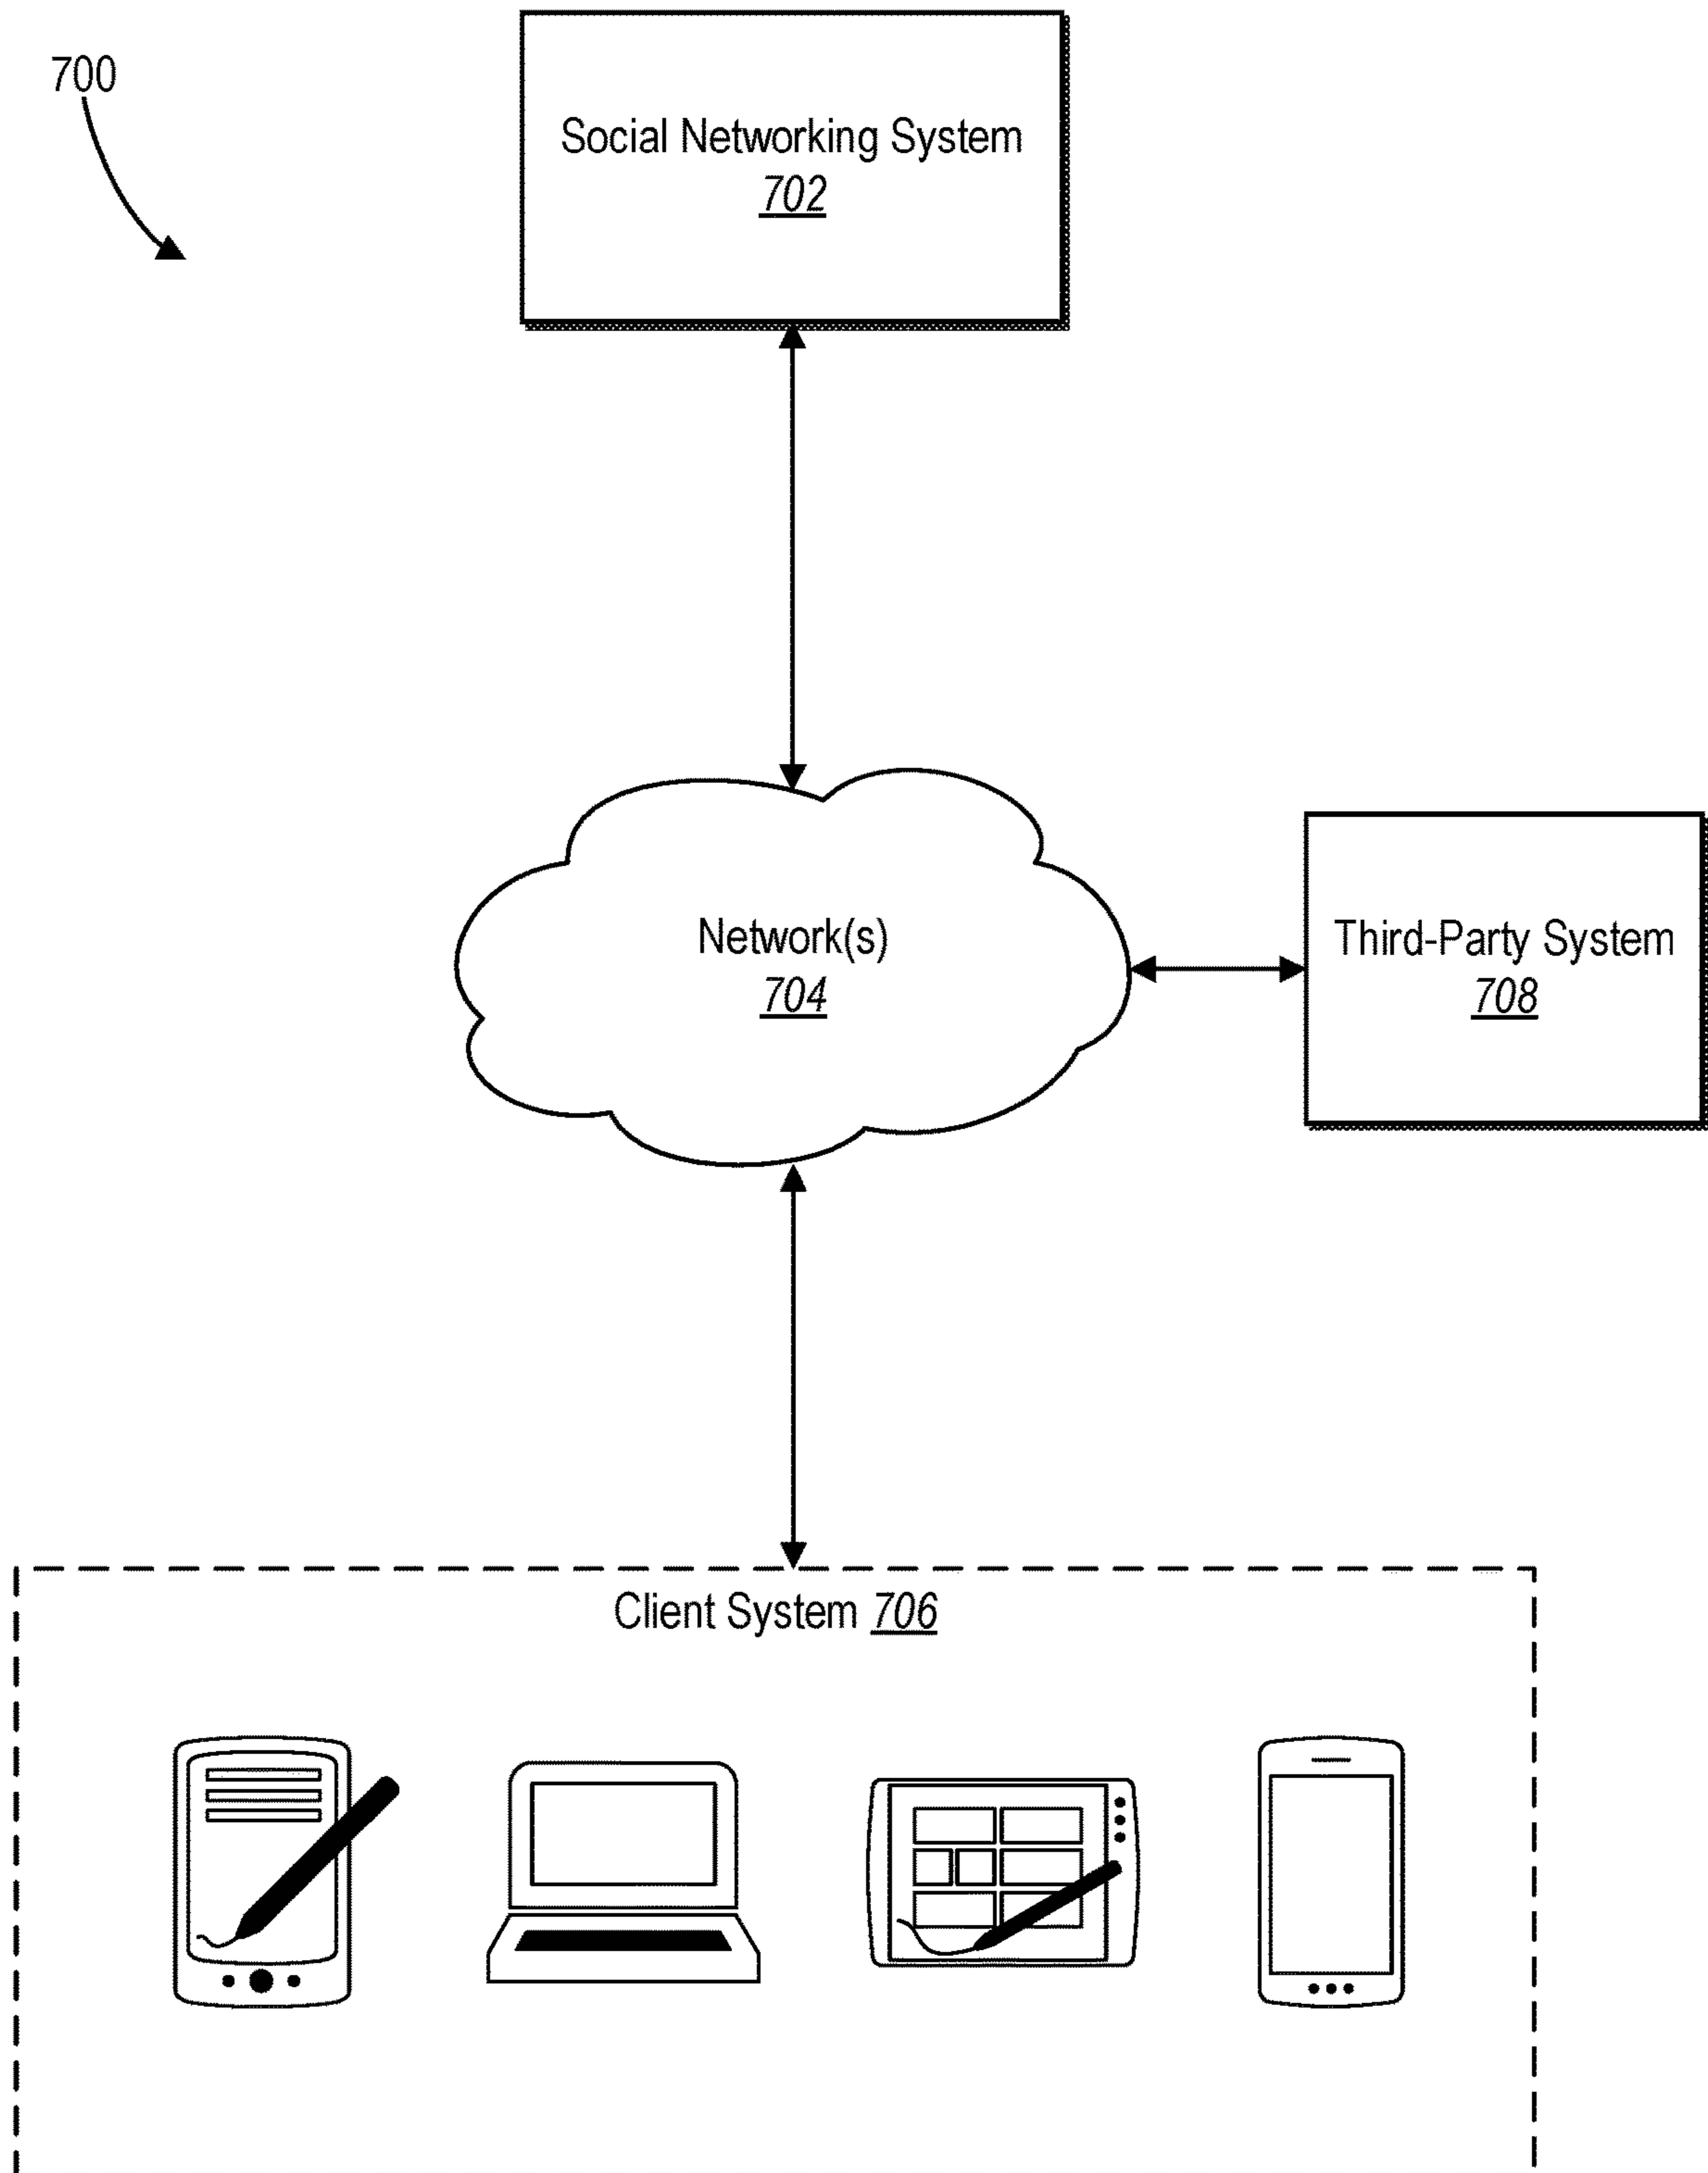 700
Social Networking System
702
Network(s)
704
Third-Party System
708
Client System 706